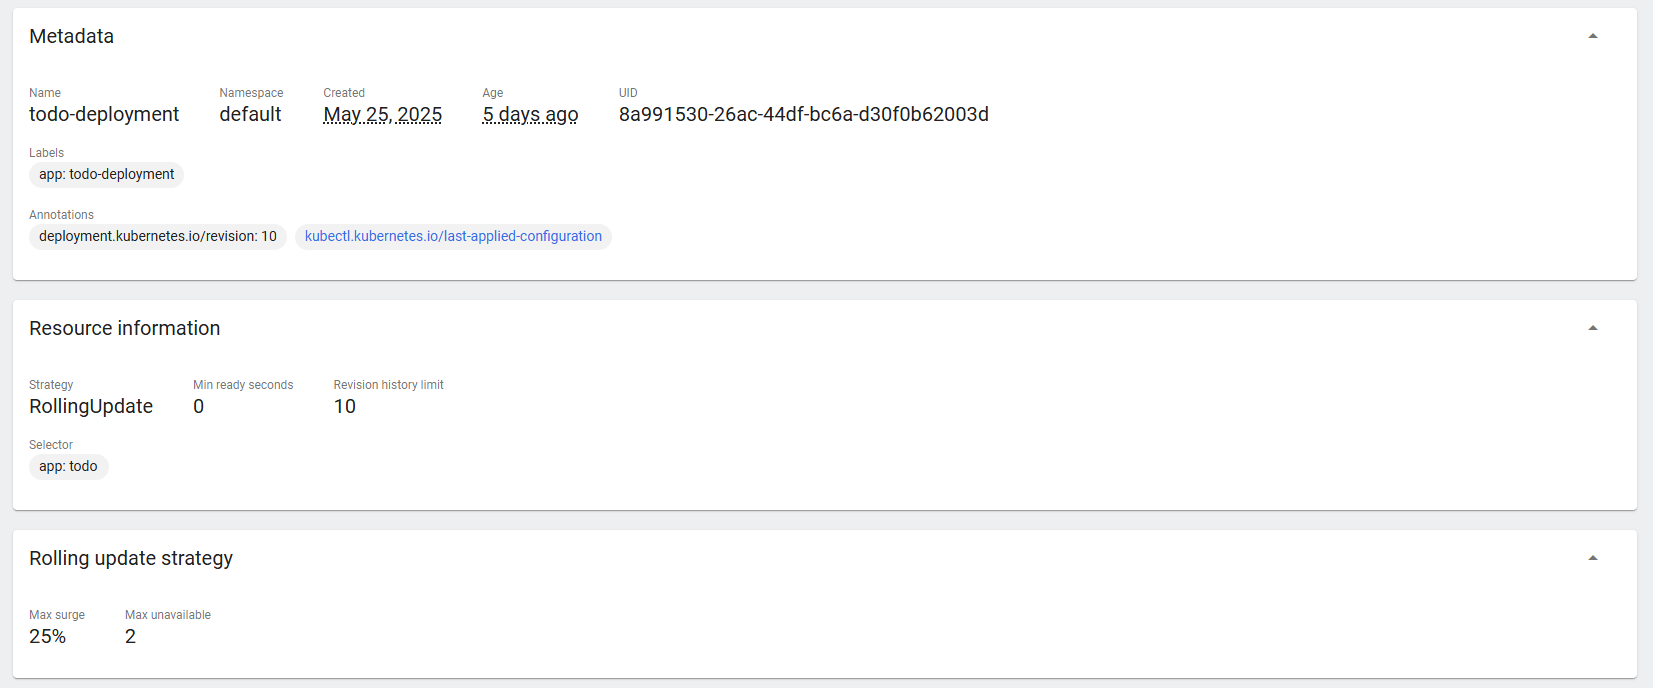 Metadata
Name Namespace Created Age UID
todo-deployment default May 25, 2025 5 days ago 8a991530-26ac-44df-bc6a-d30f0b62003d
Labels
app: todo-deployment
Annotations
deployment.kubernetes.io/revision: 10 kubectl.kubernetes.io/last-applied-configuration
Resource information
Strategy Min ready seconds Revision history limit
RollingUpdate 0 10
Selector
app: todo
Rolling update strategy
Max surge Max unavailable
25% 2